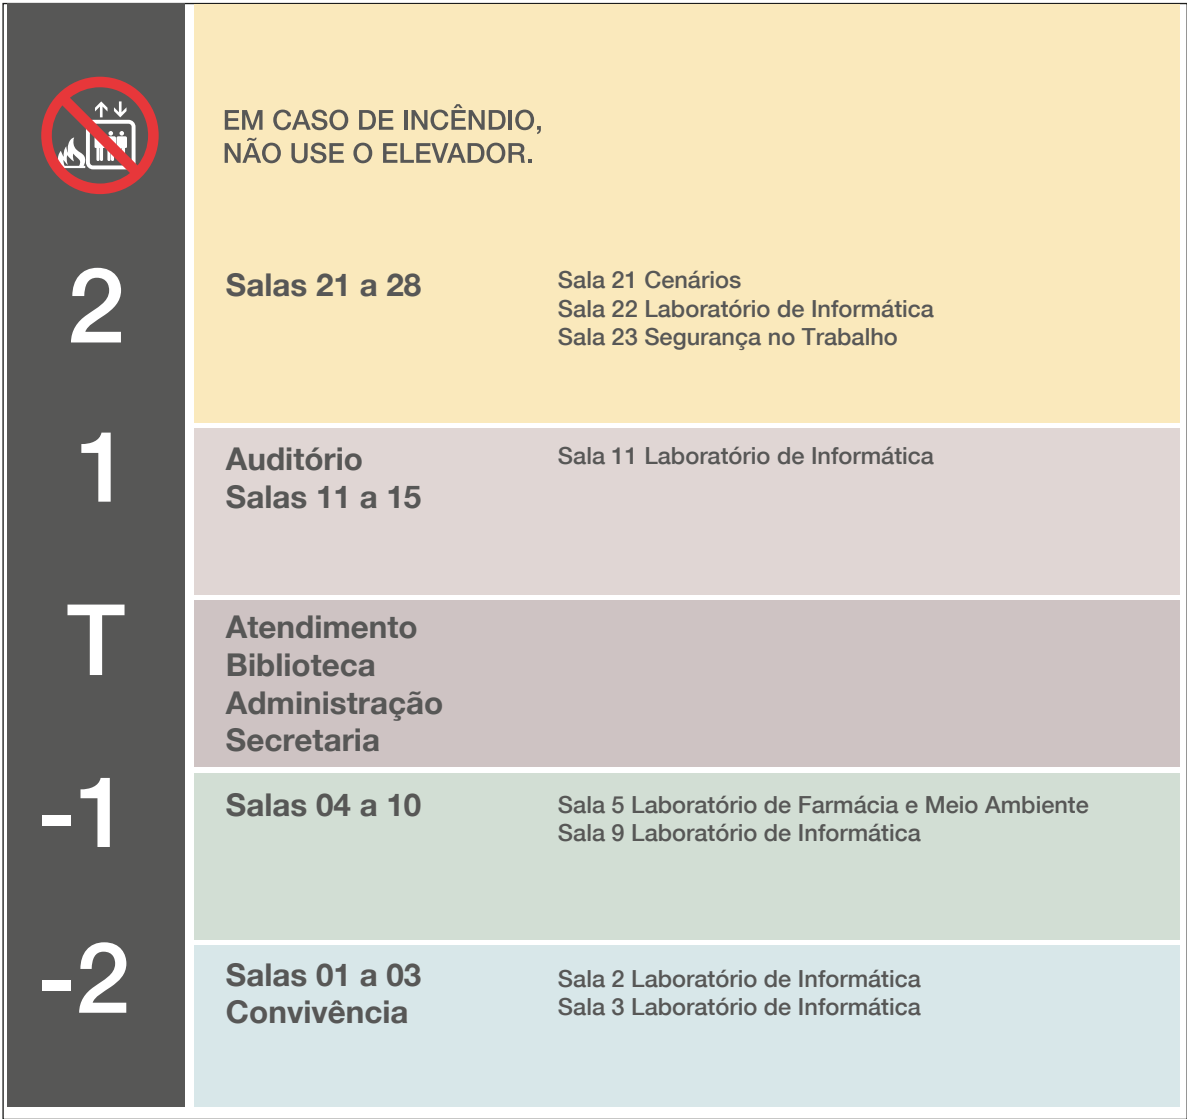 EM CASO DE INCÊNDIO,
NÃO USE O ELEVADOR.
2
Salas 21 a 28
Sala 21 Cenários
Sala 22 Laboratório de Informática
Sala 23 Segurança no Trabalho
1
Auditório
Salas 11 a 15
Sala 11 Laboratório de Informática
T
Atendimento
Biblioteca
Administração
Secretaria
-1
Salas 04 a 10
Sala 5 Laboratório de Farmácia e Meio Ambiente
Sala 9 Laboratório de Informática
-2
Salas 01 a 03
Convivência
Sala 2 Laboratório de Informática
Sala 3 Laboratório de Informática